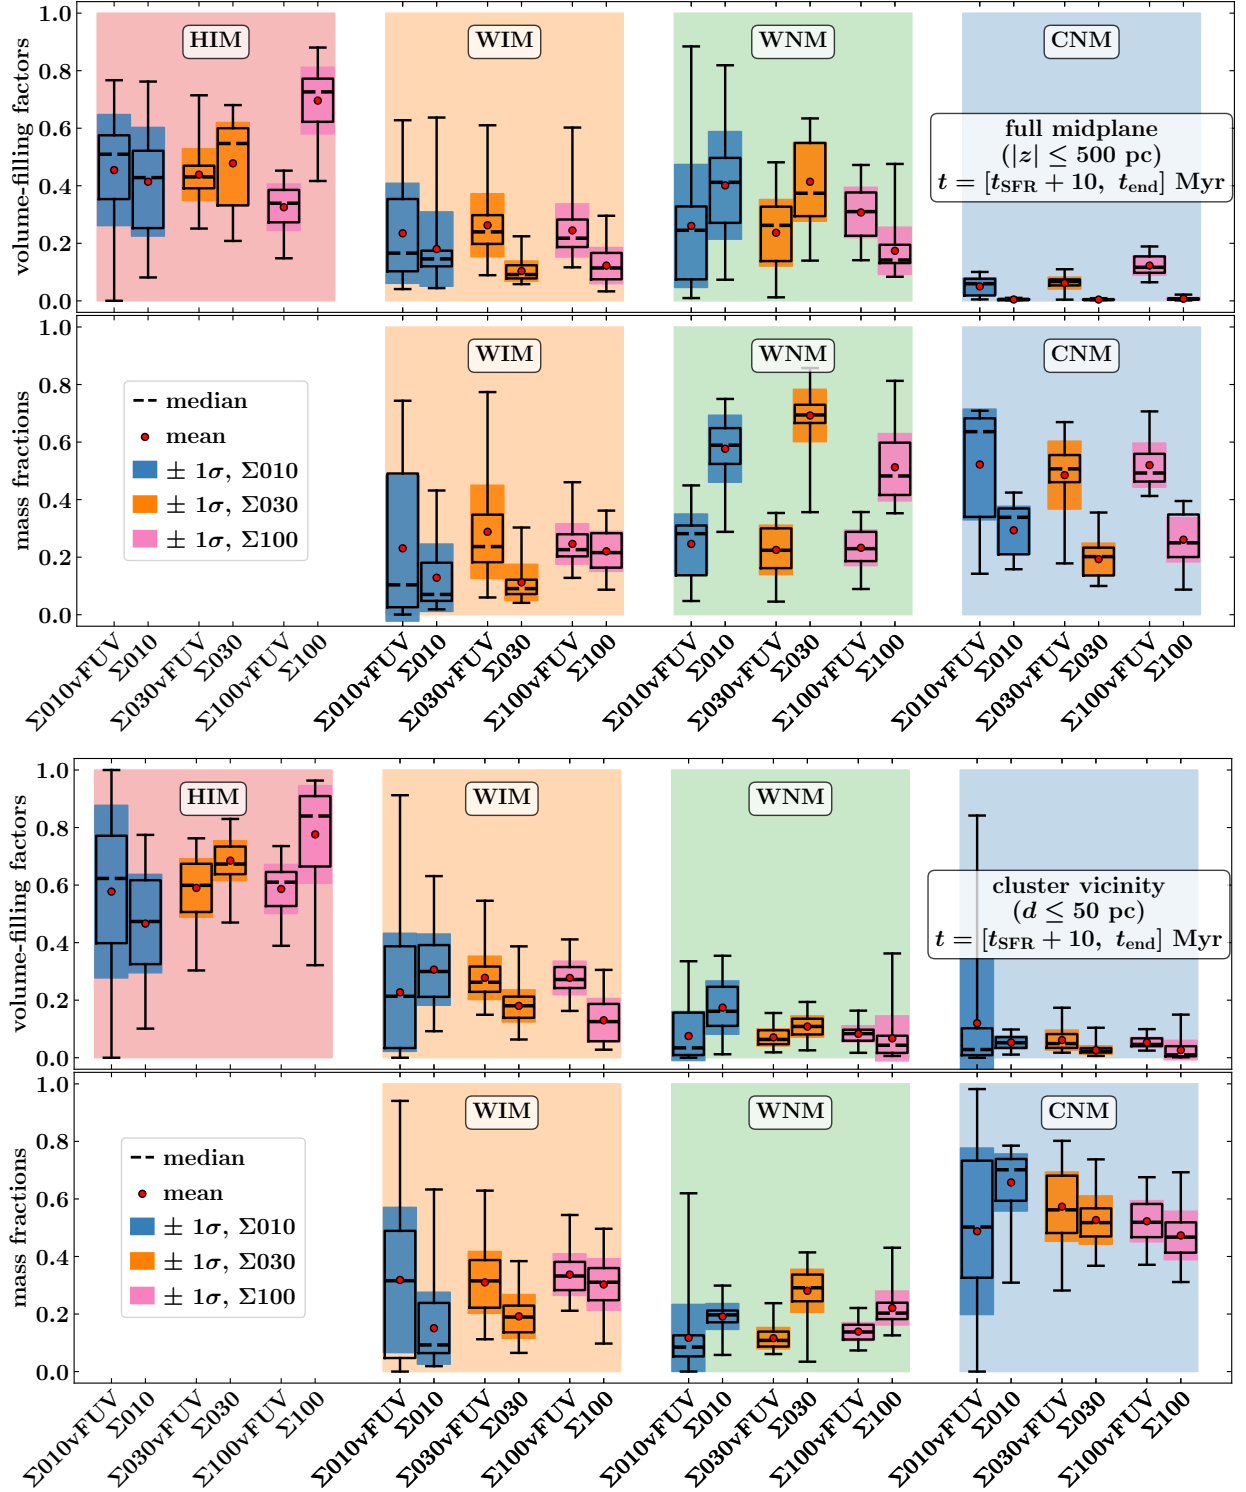 HIM
WIM
WNM
CNM
1.0
0.8
0.6
0.4
0.2
0.0
volume-filling factors
full midplane
(|z| ≤ 500 pc)
t = [t_SFR + 10, t_end] Myr
WIM
WNM
CNM
1.0
0.8
0.6
0.4
0.2
0.0
mass fractions
median
mean
± 1σ, Σ010
± 1σ, Σ030
± 1σ, Σ100
Σ010vFUV
Σ010
Σ030vFUV
Σ030
Σ100vFUV
Σ100
Σ010vFUV
Σ010
Σ030vFUV
Σ030
Σ100vFUV
Σ100
Σ010vFUV
Σ010
Σ030vFUV
Σ030
Σ100vFUV
Σ100
Σ010vFUV
Σ010
Σ030vFUV
Σ030
Σ100vFUV
Σ100
HIM
WIM
WNM
1.0
0.8
0.6
0.4
0.2
0.0
volume-filling factors
cluster vicinity
(d ≤ 50 pc)
t = [t_SFR + 10, t_end] Myr
WIM
WNM
CNM
1.0
0.8
0.6
0.4
0.2
0.0
mass fractions
median
mean
± 1σ, Σ010
± 1σ, Σ030
± 1σ, Σ100
Σ010vFUV
Σ010
Σ030vFUV
Σ030
Σ100vFUV
Σ100
Σ010vFUV
Σ010
Σ030vFUV
Σ030
Σ100vFUV
Σ100
Σ010vFUV
Σ010
Σ030vFUV
Σ030
Σ100vFUV
Σ100
Σ010vFUV
Σ010
Σ030vFUV
Σ030
Σ100vFUV
Σ100